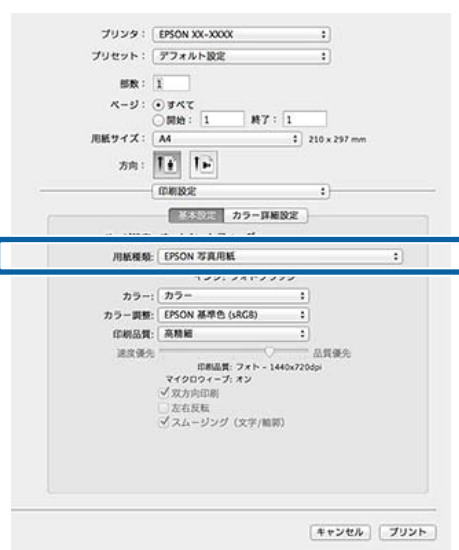 プリンタ： EPSON XX-XXXX
プリセット： デフォルト設定
部数： 1
ページ： すべて
開始： 1 終了： 1
用紙サイズ： A4 210 x 297 mm
方向：
印刷設定
基本設定 カラー詳細設定
用紙種類: EPSON 写真用紙
カラー: カラー
カラー調整: EPSON 基準色 (sRGB)
印刷品質: 高精細
速度優先 品質優先
印刷品質: フォト - 1440x720dpi
マイクロウィーブ: オン
双方向印刷
左右反転
スムージング（文字/輪郭）
キャンセル プリント